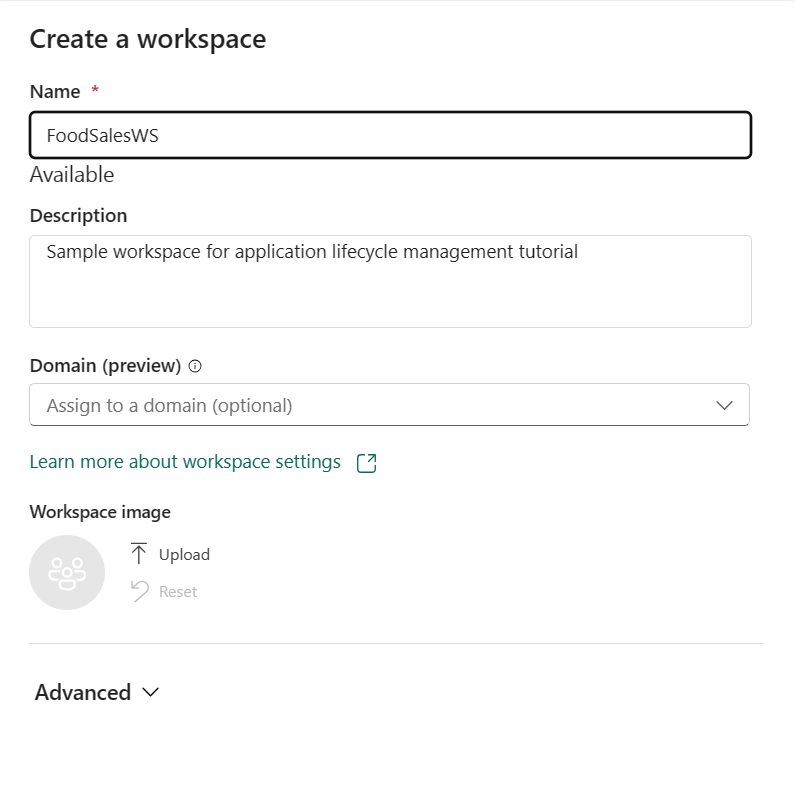 Create a workspace
Name *
FoodSalesWS
Available
Description
Sample workspace for application lifecycle management tutorial
Domain (preview)
Assign to a domain (optional)
Learn more about workspace settings
Workspace image
Upload
Reset
Advanced